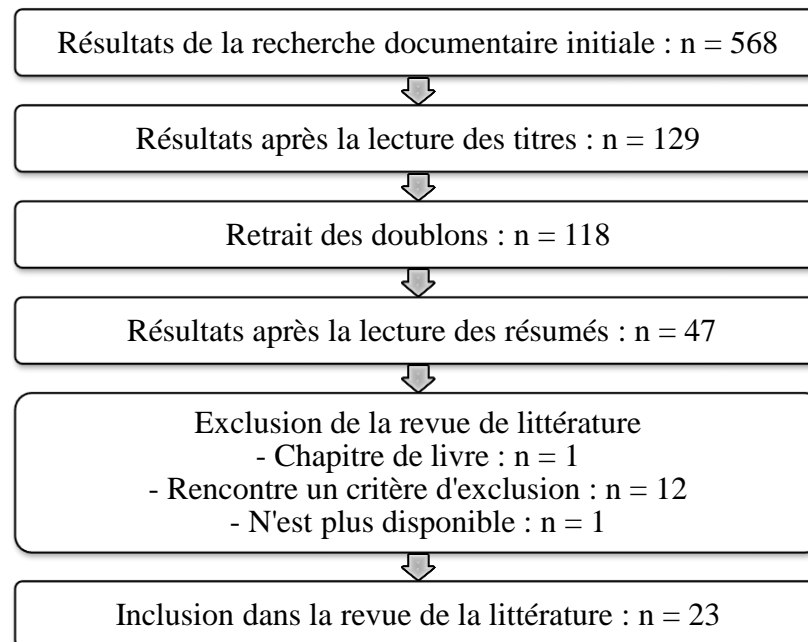 Résultats de la recherche documentaire initiale : n = 568
Résultats après la lecture des titres : n = 129
Retrait des doublons : n = 118
Résultats après la lecture des résumés : n = 47
Exclusion de la revue de littérature
- Chapitre de livre : n = 1
- Rencontre un critère d'exclusion : n = 12
- N'est plus disponible : n = 1
Inclusion dans la revue de la littérature : n = 23